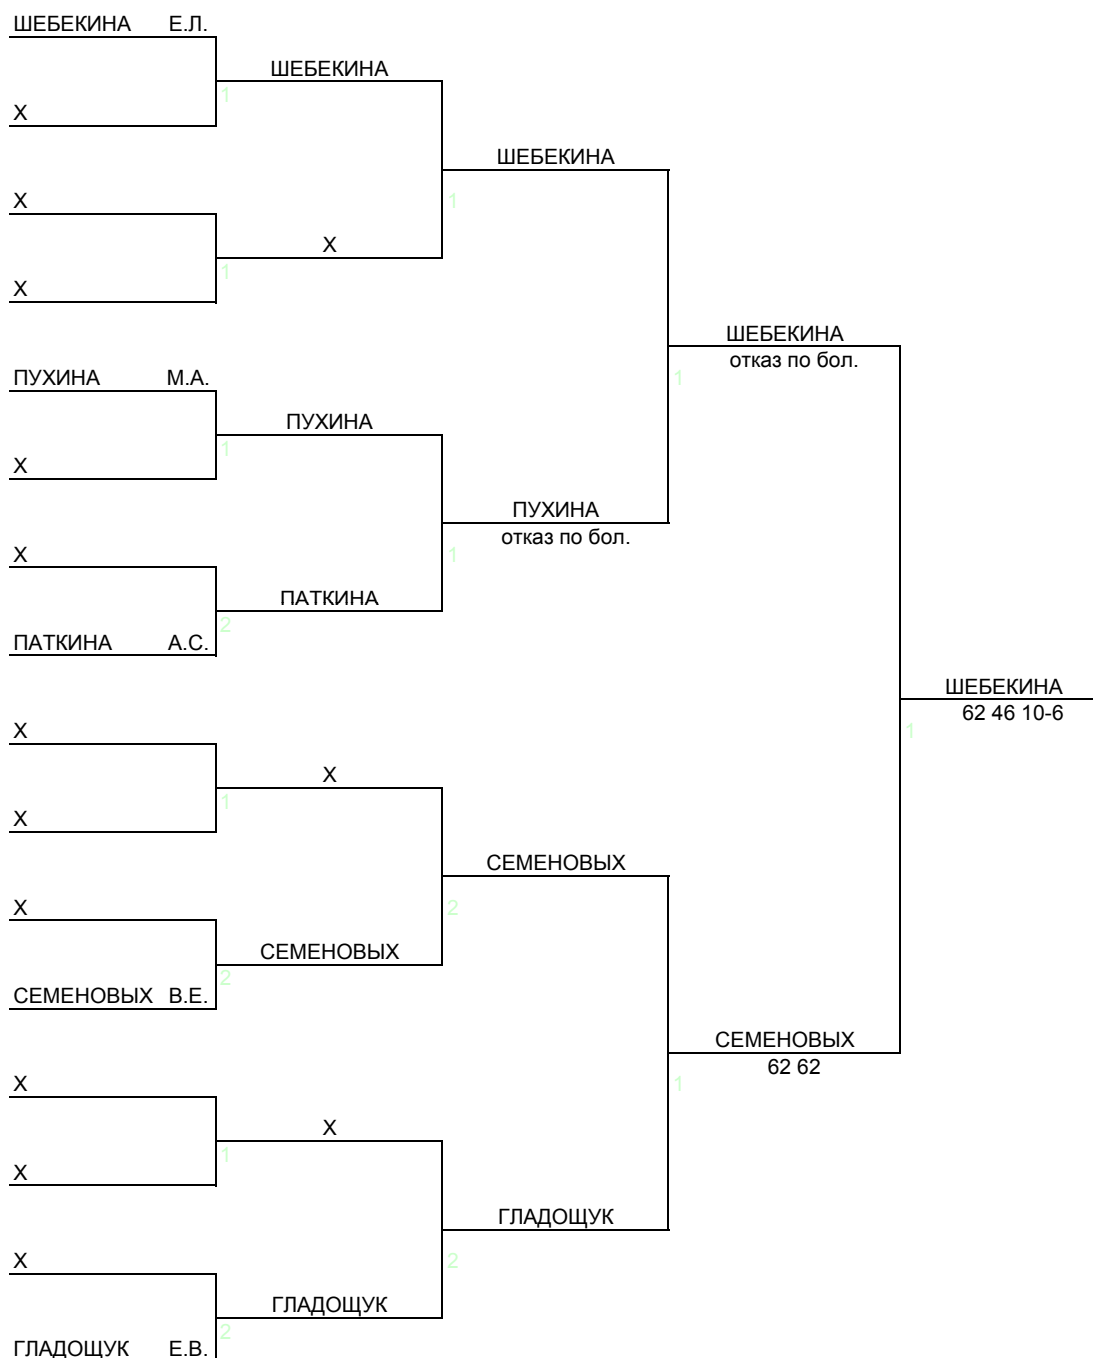 ШЕБЕКИНА Е.Л.
ШЕБЕКИНА
1
X
ШЕБЕКИНА
X
1
X
1
X
ШЕБЕКИНА
отказ по бол.
ПУХИНА М.А.
1
ПУХИНА
1
X
ПУХИНА
отказ по бол.
X
1
ПАТКИНА
2
ПАТКИНА А.С.
ШЕБЕКИНА
62 46 10-6
X
1
X
1
X
СЕМЕНОВЫХ
X
2
СЕМЕНОВЫХ
2
СЕМЕНОВЫХ В.Е.
СЕМЕНОВЫХ
62 62
X
1
X
1
X
ГЛАДОЩУК
X
2
ГЛАДОЩУК
2
ГЛАДОЩУК Е.В.